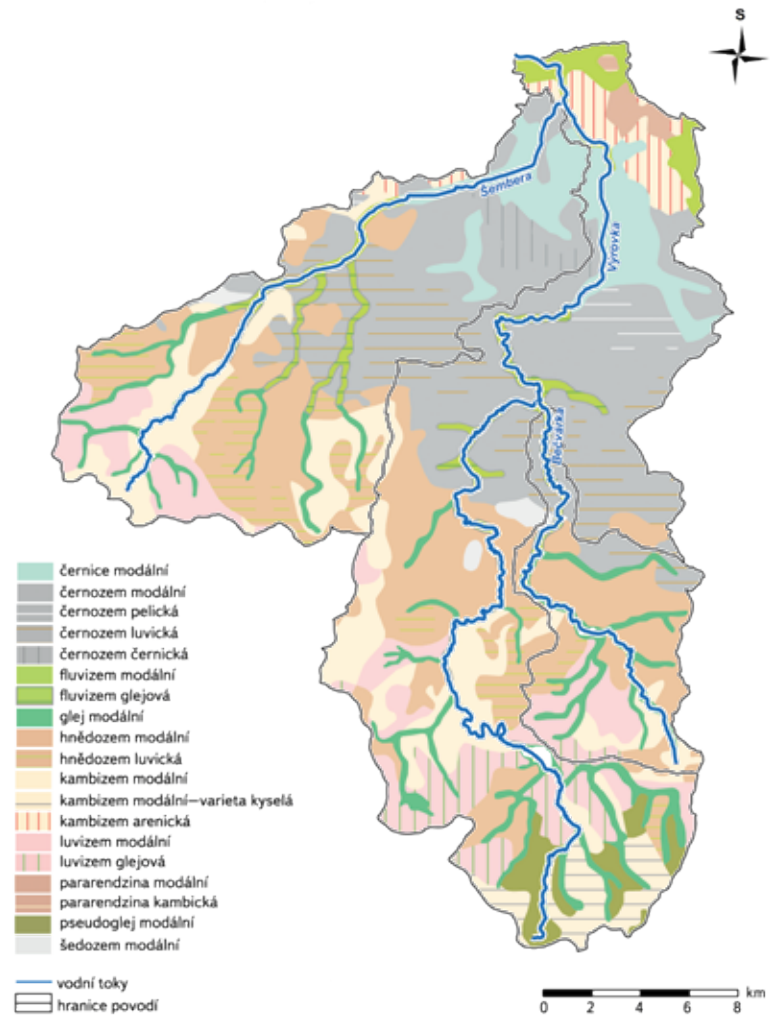 S
Šembera
Výrovka
Bečvárka
černice modální
černozem modální
černozem pelická
černozem luvická
černozem černická
fluvizem modální
fluvizem glejová
glej modální
hnědozem modální
hnědozem luvická
kambizem modální
kambizem modální—varieta kyselá
kambizem arenická
luvizem modální
luvizem glejová
pararendzina modální
pararendzina kambická
pseudoglej modální
šedozem modální
vodní toky
hranice povodí
km
0 2 4 6 8